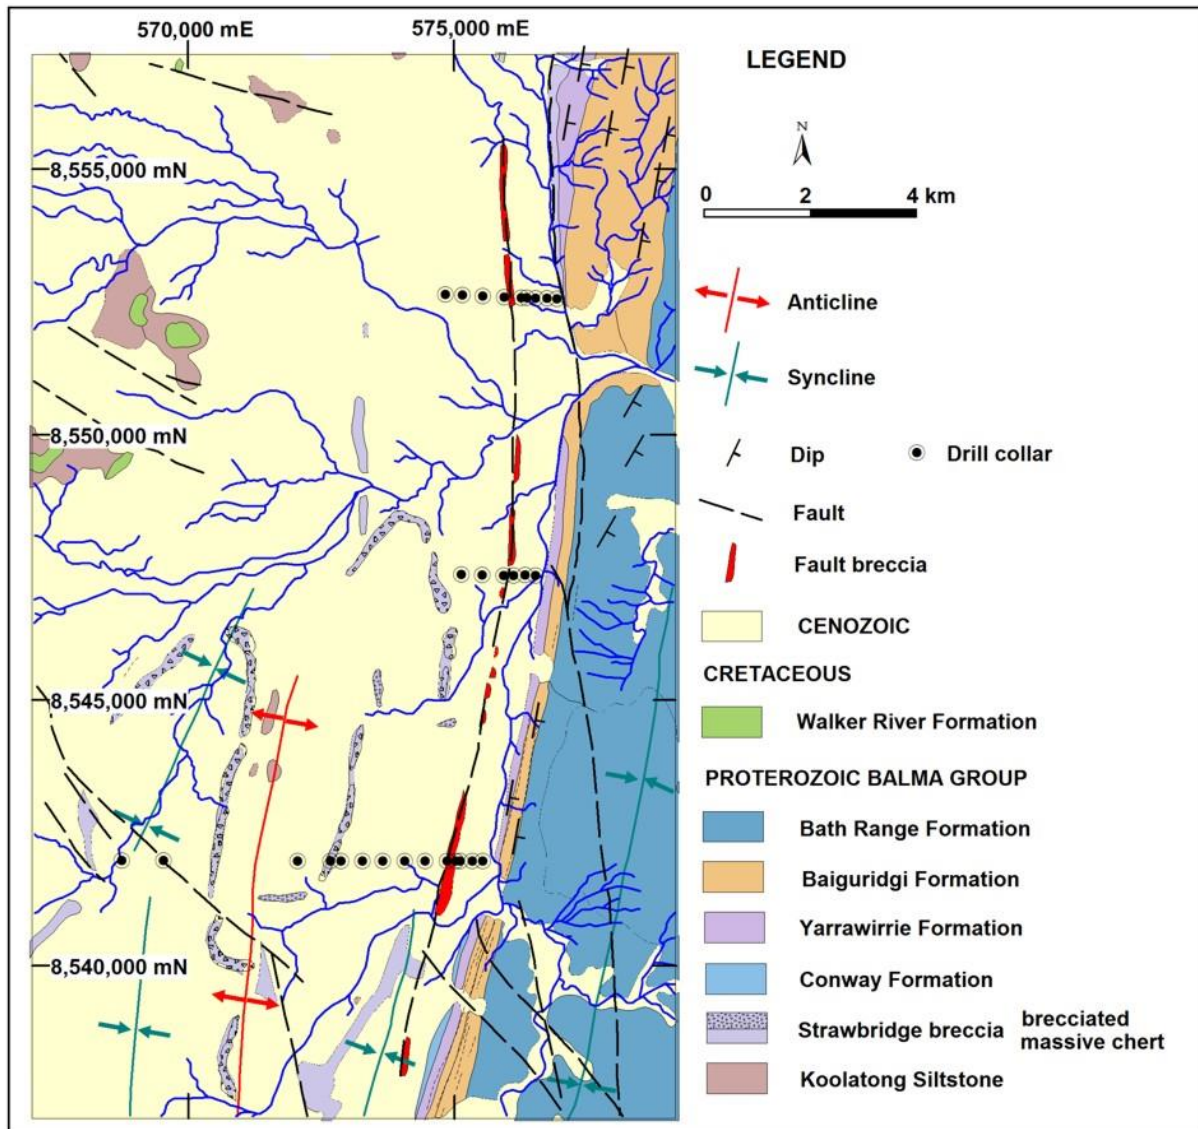 570,000 mE
575,000 mE
8,555,000 mN
8,550,000 mN
8,545,000 mN
8,540,000 mN
LEGEND
N
0 2 4 km
Anticline
Syncline
Dip
Drill collar
Fault
Fault breccia
CENOZOIC
CRETACEOUS
Walker River Formation
PROTEROZOIC BALMA GROUP
Bath Range Formation
Baiguridgi Formation
Yarrawirrie Formation
Conway Formation
Strawbridge breccia
brecciated
massive chert
Koolatong Siltstone